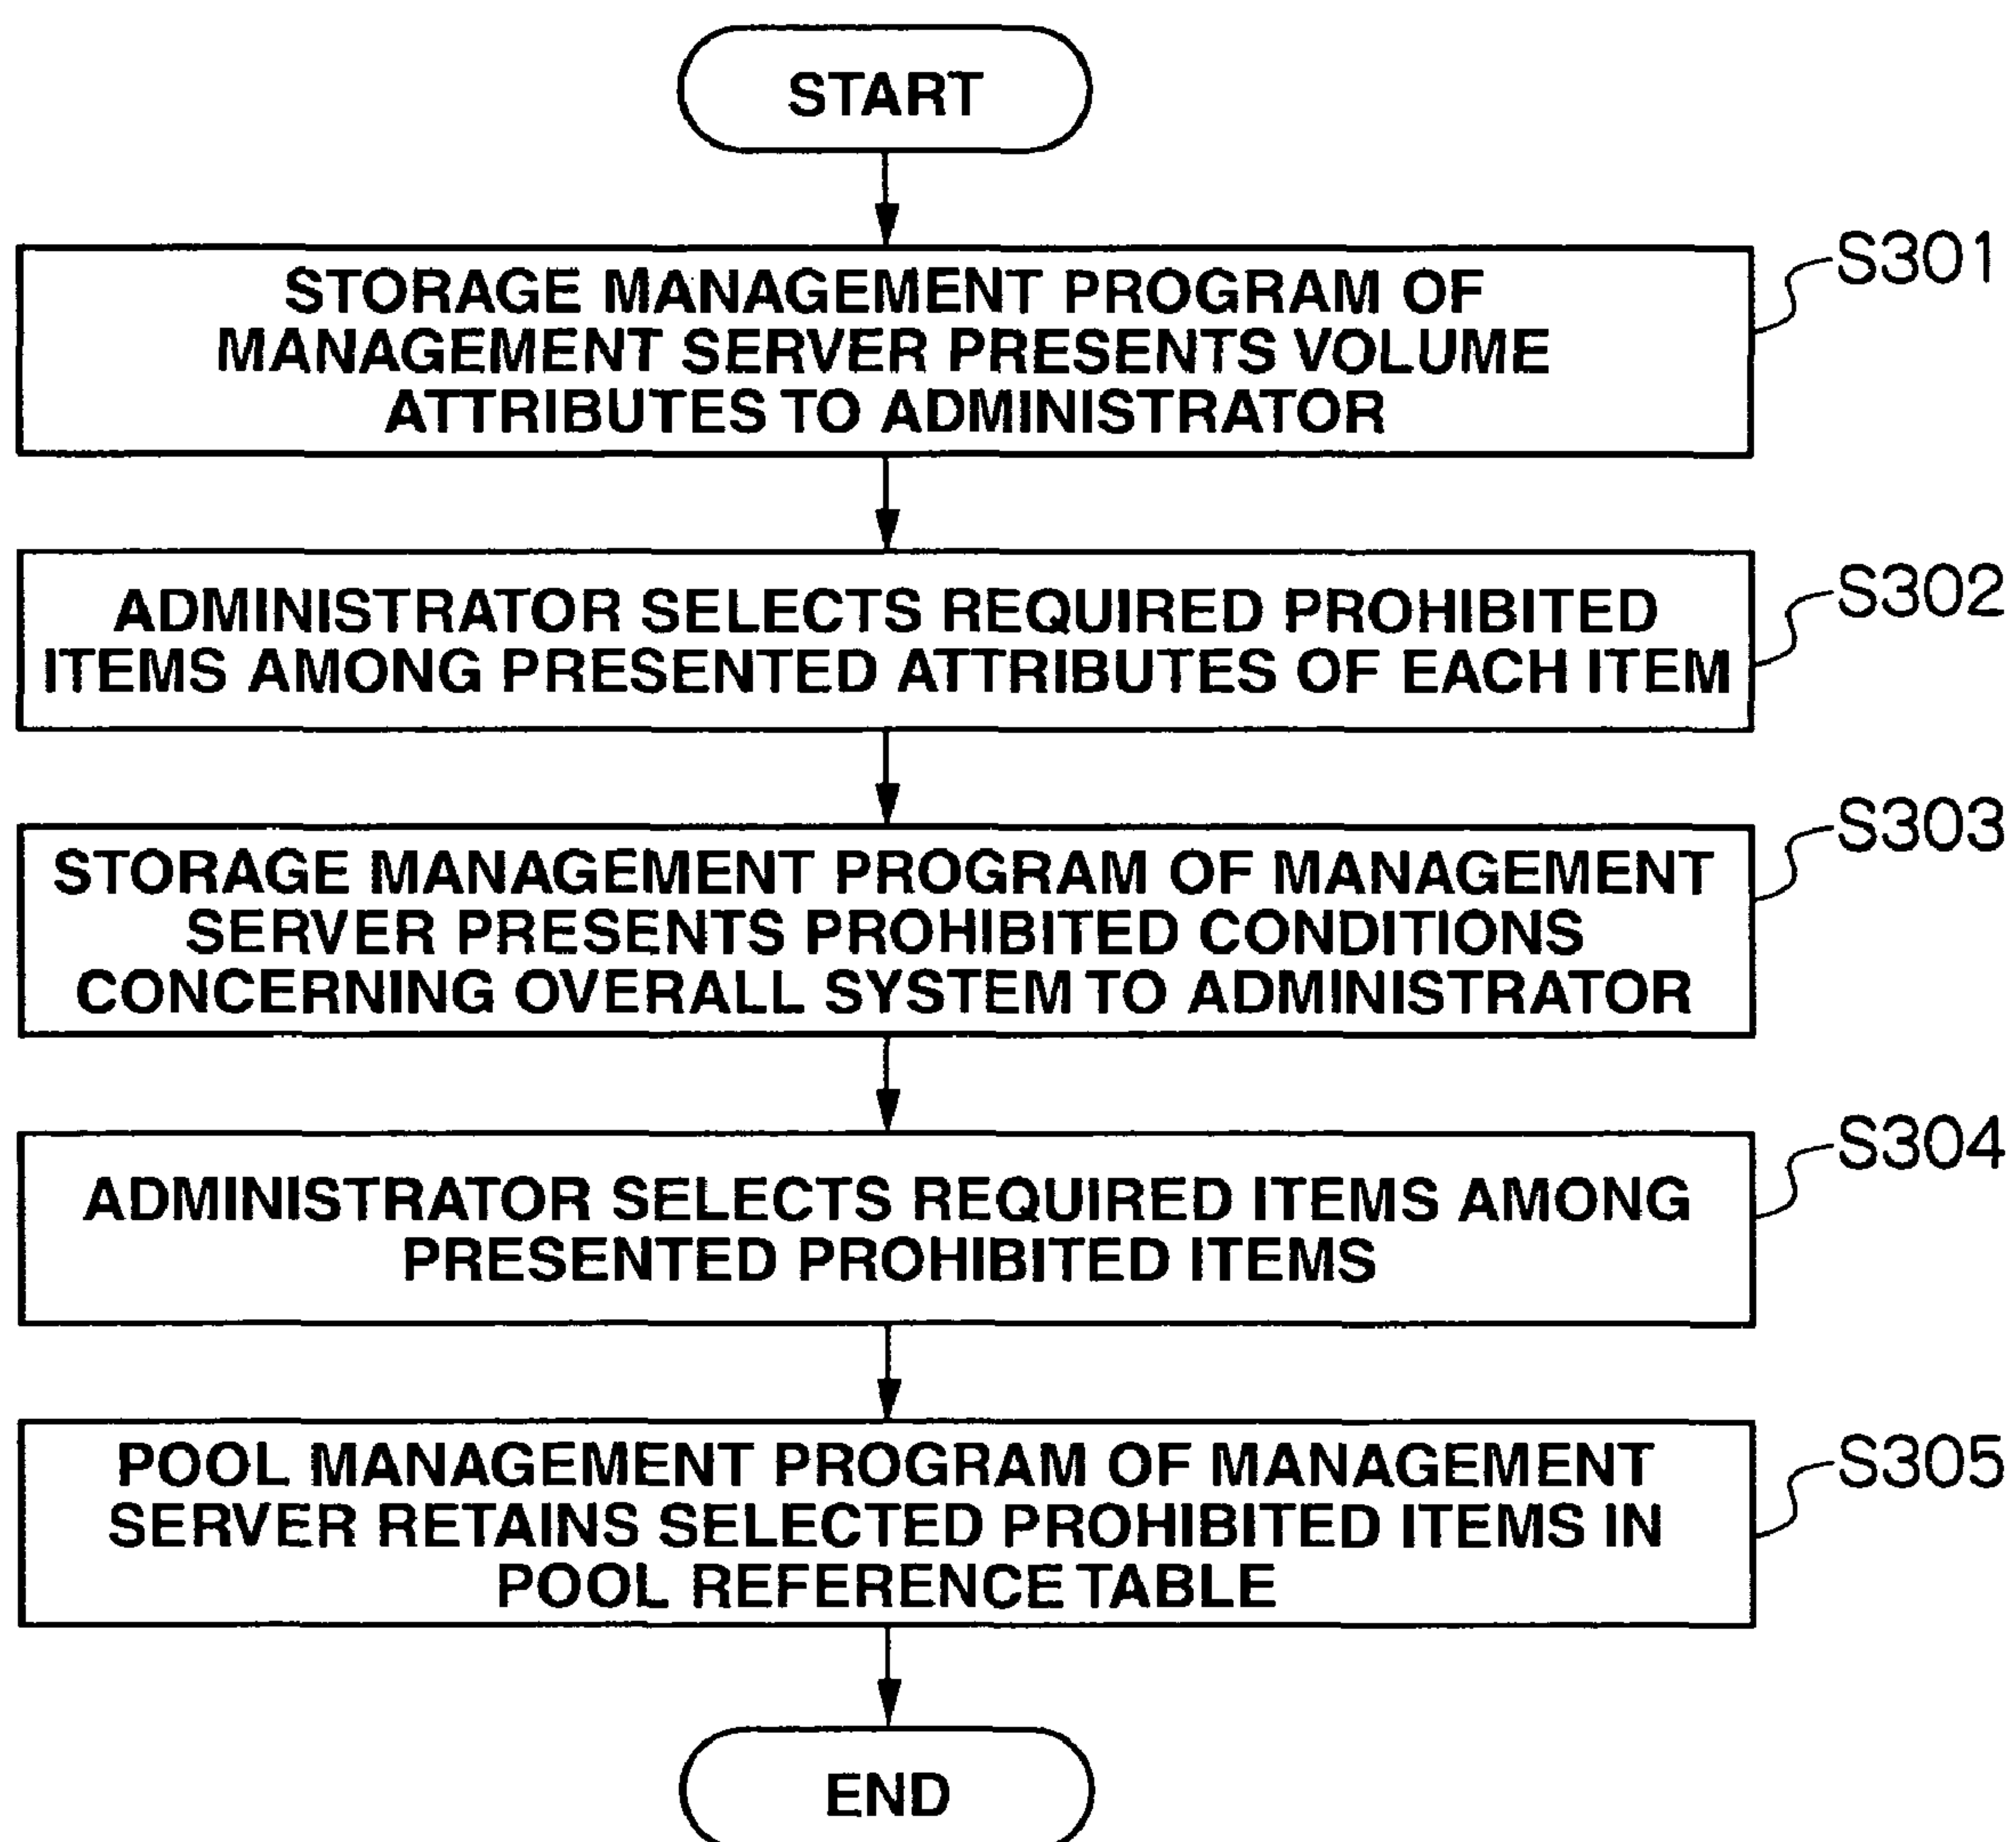 START
S301
STORAGE MANAGEMENT PROGRAM OF
MANAGEMENT SERVER PRESENTS VOLUME
ATTRIBUTES TO ADMINISTRATOR
S302
ADMINISTRATOR SELECTS REQUIRED PROHIBITED
ITEMS AMONG PRESENTED ATTRIBUTES OF EACH ITEM
S303
STORAGE MANAGEMENT PROGRAM OF MANAGEMENT
SERVER PRESENTS PROHIBITED CONDITIONS
CONCERNING OVERALL SYSTEM TO ADMINISTRATOR
S304
ADMINISTRATOR SELECTS REQUIRED ITEMS AMONG
PRESENTED PROHIBITED ITEMS
S305
POOL MANAGEMENT PROGRAM OF MANAGEMENT
SERVER RETAINS SELECTED PROHIBITED ITEMS IN
POOL REFERENCE TABLE
END